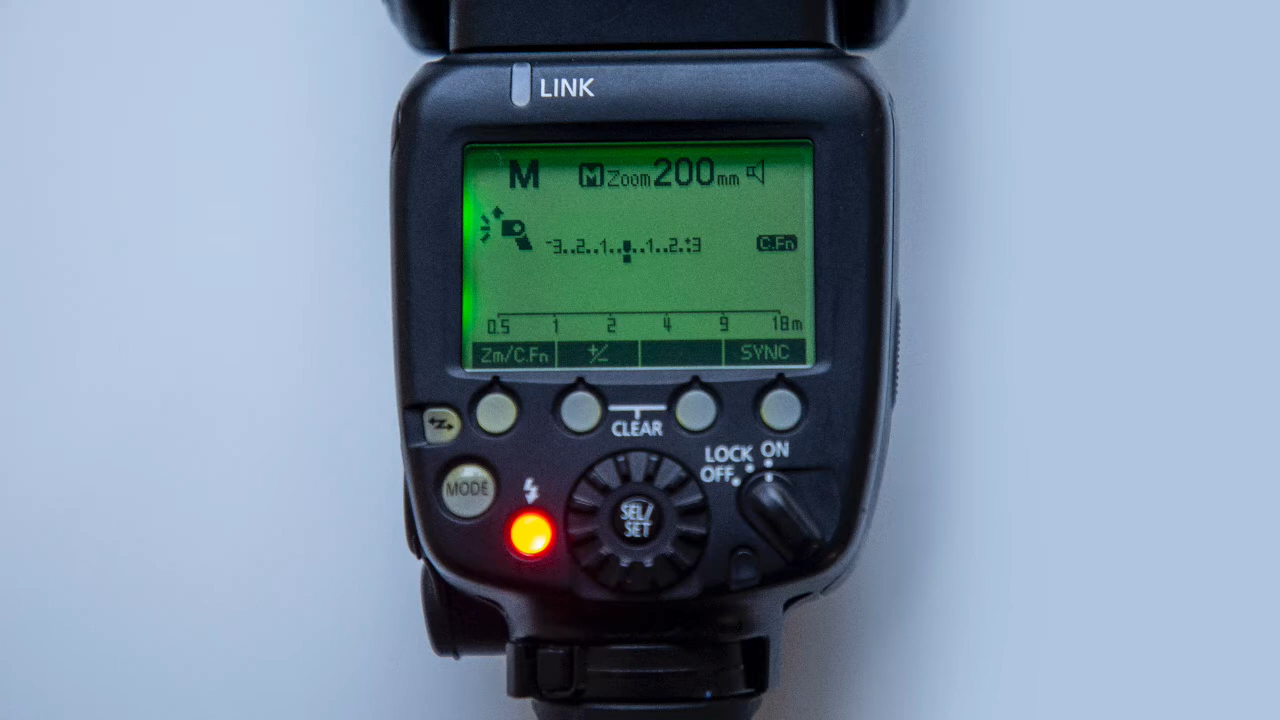 LINK
M M Zoom 200mm
-3..2..1..▮..1..2..+3 C.Fn
0.5 1 2 4 9 18m
Zm/C.Fn +/- SYNC
CLEAR
LOCK ON
OFF
MODE
SEL/
SET